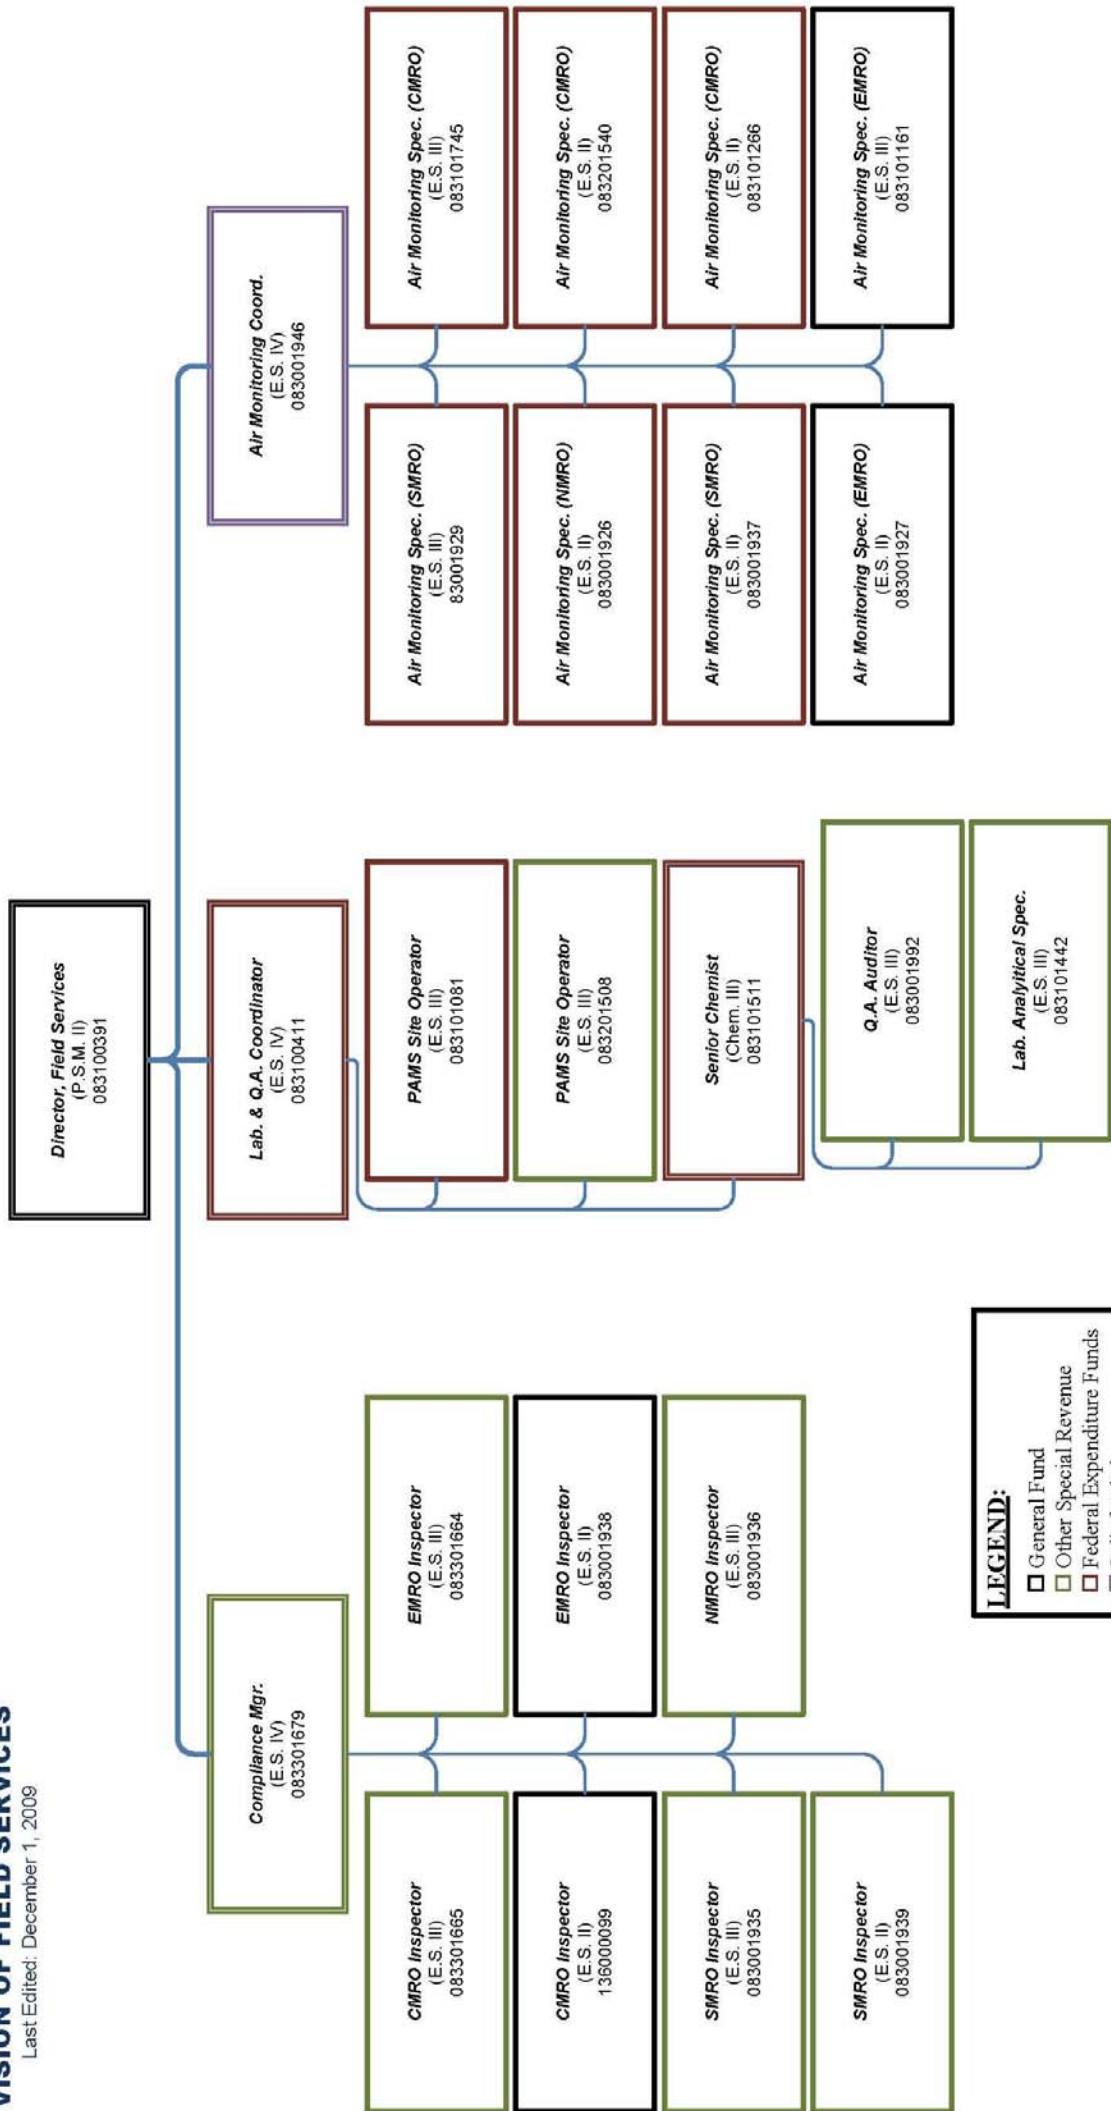 VISION OF FIELD SERVICES
Last Edited: December 1, 2009
Director, Field Services
(P.S.M. II)
083100391
Compliance Mgr.
(E.S. IV)
083301679
Lab. & Q.A. Coordinator
(E.S. IV)
083100411
Air Monitoring Coord.
(E.S. IV)
083001946
CMRO Inspector
(E.S. III)
083301665
EMRO Inspector
(E.S. III)
083301664
CMRO Inspector
(E.S. II)
136000099
EMRO Inspector
(E.S. II)
083001938
SMRO Inspector
(E.S. III)
083001935
NMRO Inspector
(E.S. III)
083001936
SMRO Inspector
(E.S. II)
083001939
PAMS Site Operator
(E.S. III)
083101081
PAMS Site Operator
(E.S. III)
083201508
Senior Chemist
(Chem. III)
083101511
Q.A. Auditor
(E.S. III)
083001992
Lab. Analyitical Spec.
(E.S. III)
083101442
Air Monitoring Spec. (SMRO)
(E.S. III)
83001929
Air Monitoring Spec. (CMRO)
(E.S. III)
083101745
Air Monitoring Spec. (NMRO)
(E.S. II)
083001926
Air Monitoring Spec. (CMRO)
(E.S. II)
083201540
Air Monitoring Spec. (SMRO)
(E.S. II)
083001937
Air Monitoring Spec. (CMRO)
(E.S. II)
083101266
Air Monitoring Spec. (EMRO)
(E.S. II)
083001927
Air Monitoring Spec. (EMRO)
(E.S. III)
083101161
LEGEND:
General Fund
Other Special Revenue
Federal Expenditure Funds